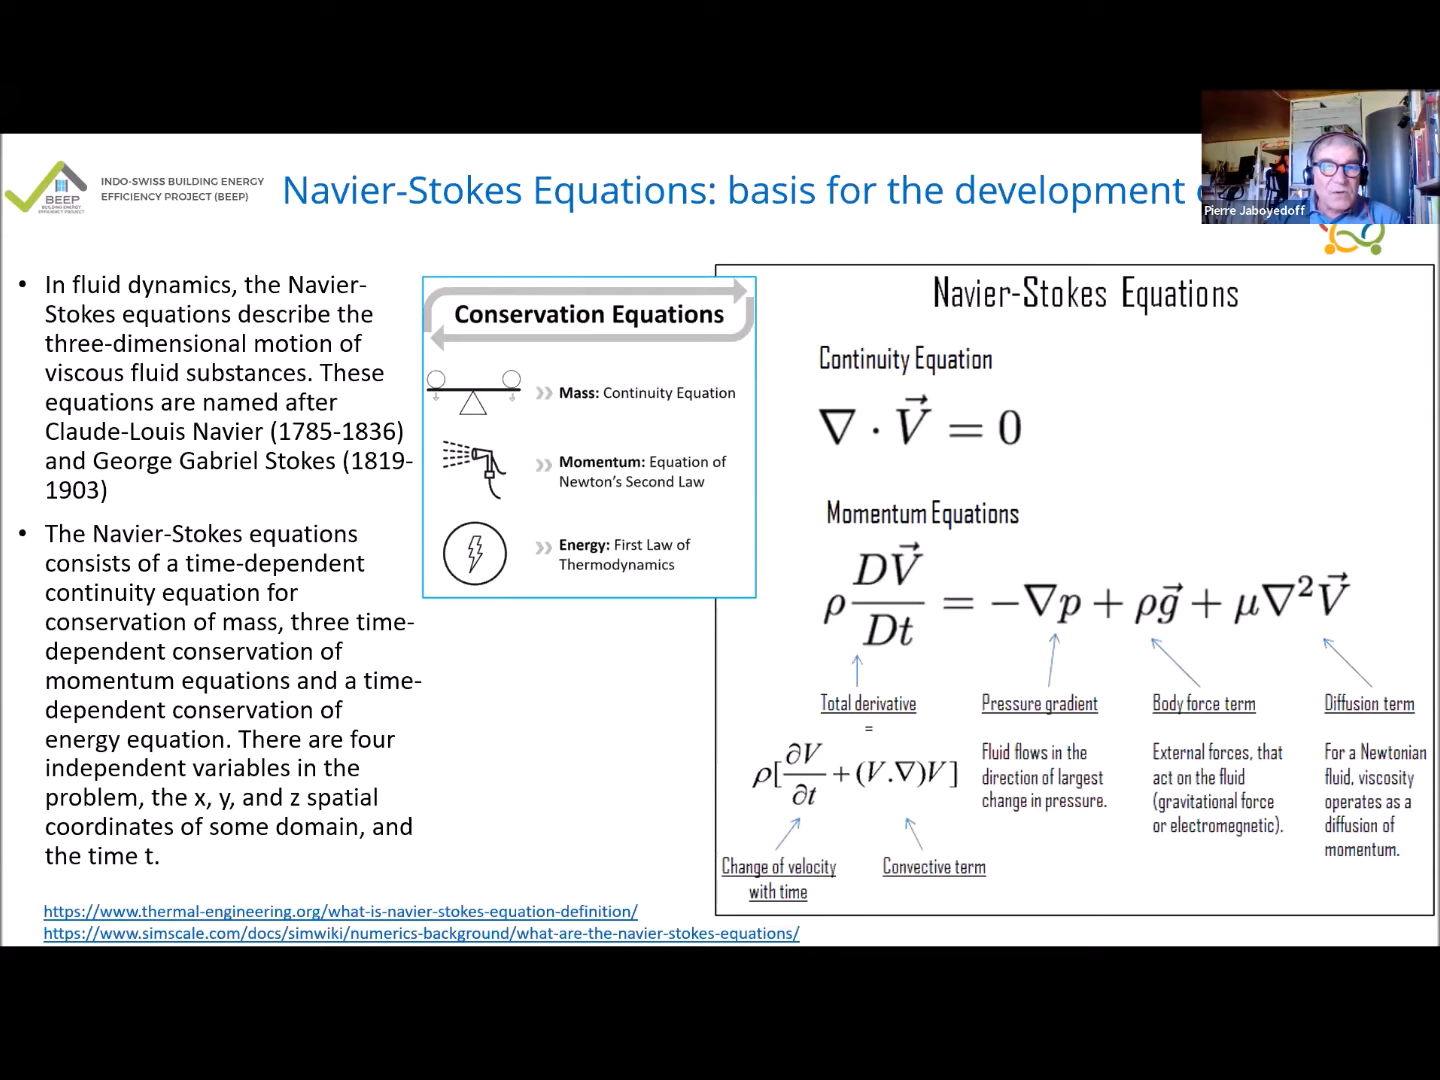 BEEP
BUILDING ENERGY
EFFICIENCY PROJECT
INDO-SWISS BUILDING ENERGY
EFFICIENCY PROJECT (BEEP)
Navier-Stokes Equations: basis for the development
Pierre Jaboyedoff
• In fluid dynamics, the Navier-
Stokes equations describe the
three-dimensional motion of
viscous fluid substances. These
equations are named after
Claude-Louis Navier (1785-1836)
and George Gabriel Stokes (1819-
1903)
• The Navier-Stokes equations
consists of a time-dependent
continuity equation for
conservation of mass, three time-
dependent conservation of
momentum equations and a time-
dependent conservation of
energy equation. There are four
independent variables in the
problem, the x, y, and z spatial
coordinates of some domain, and
the time t.
https://www.thermal-engineering.org/what-is-navier-stokes-equation-definition/
https://www.simscale.com/docs/simwiki/numerics-background/what-are-the-navier-stokes-equations/
Conservation Equations
Mass: Continuity Equation
Momentum: Equation of
Newton's Second Law
Energy: First Law of
Thermodynamics
Navier-Stokes Equations
Continuity Equation
∇ · V⃗ = 0
Momentum Equations
ρ DV⃗/Dt = −∇p + ρg⃗ + μ∇²V⃗
Total derivative
=
ρ[∂V/∂t + (V.∇)V]
Change of velocity
with time
Convective term
Pressure gradient
Fluid flows in the
direction of largest
change in pressure.
Body force term
External forces, that
act on the fluid
(gravitational force
or electromagnetic).
Diffusion term
For a Newtonian
fluid, viscosity
operates as a
diffusion of
momentum.